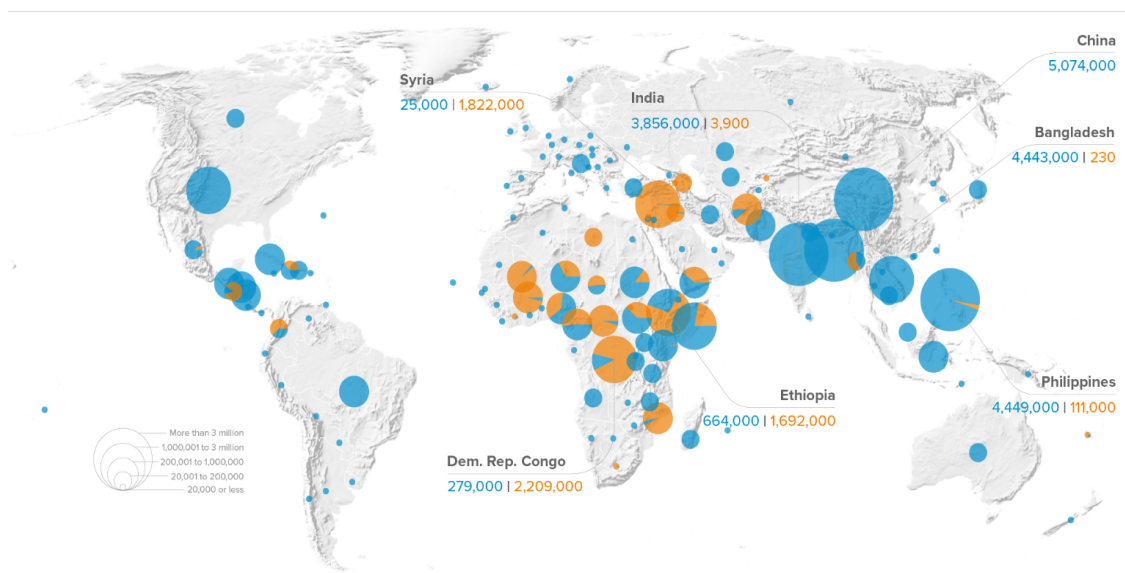 China
5,074,000
Syria
25,000 | 1,822,000
India
3,856,000 | 3,900
Bangladesh
4,443,000 | 230
Philippines
4,449,000 | 111,000
Ethiopia
664,000 | 1,692,000
Dem. Rep. Congo
279,000 | 2,209,000
More than 3 million
1,000,001 to 3 million
200,001 to 1,000,000
20,001 to 200,000
20,000 or less